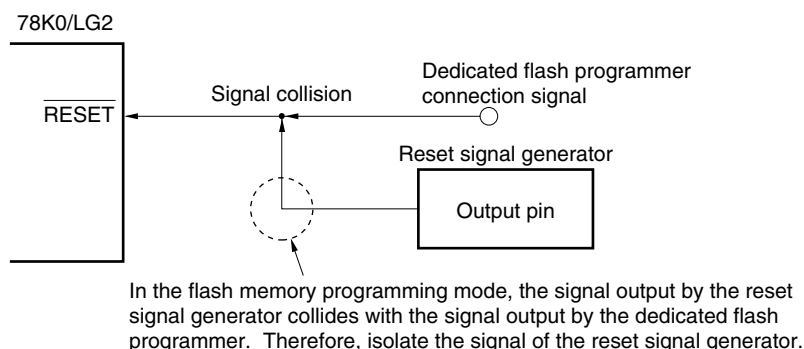 78K0/LG2
Signal collision
Dedicated flash programmer
connection signal
RESET
Reset signal generator
Output pin
In the flash memory programming mode, the signal output by the reset
signal generator collides with the signal output by the dedicated flash
programmer.  Therefore, isolate the signal of the reset signal generator.